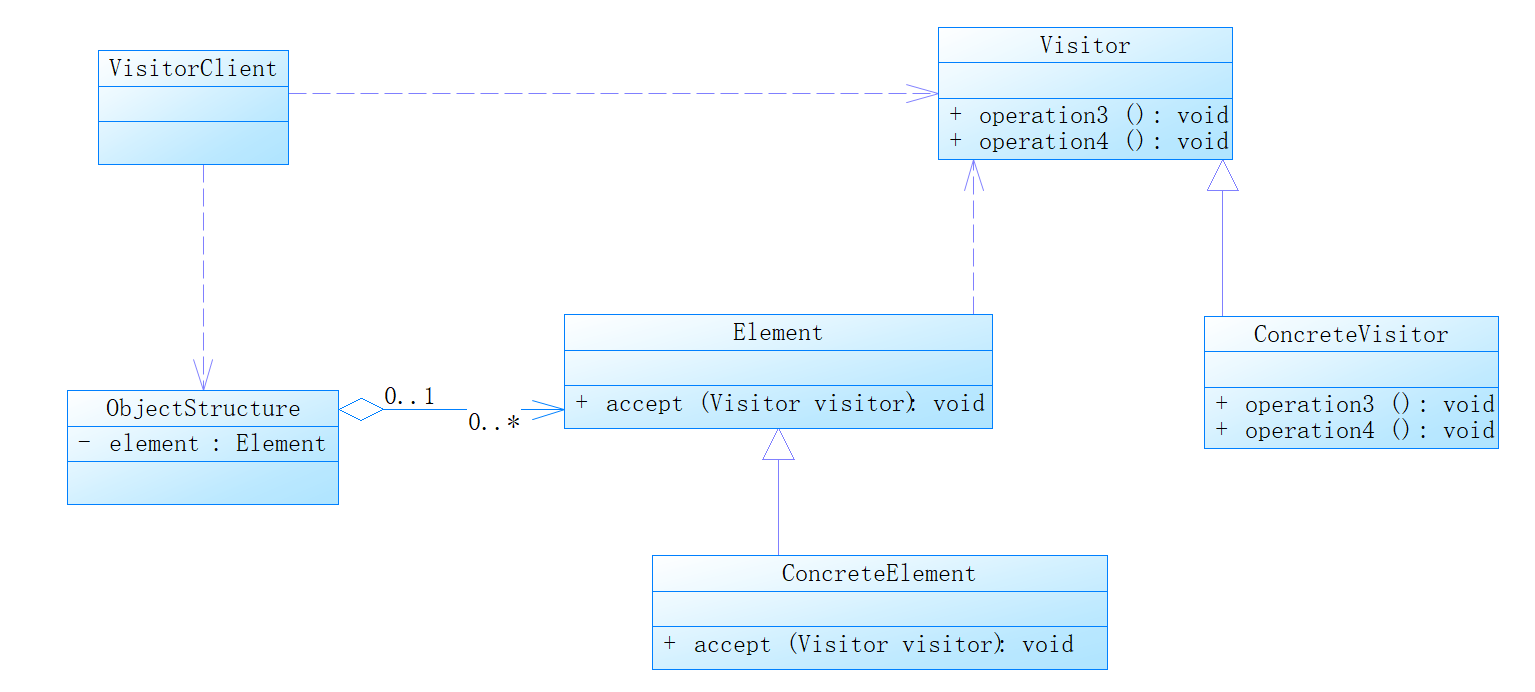 VisitorClient
Visitor
+ operation3 () : void
+ operation4 () : void
Element
+ accept (Visitor visitor) : void
ConcreteVisitor
+ operation3 () : void
+ operation4 () : void
ObjectStructure
- element : Element
0..1
0..*
ConcreteElement
+ accept (Visitor visitor) : void